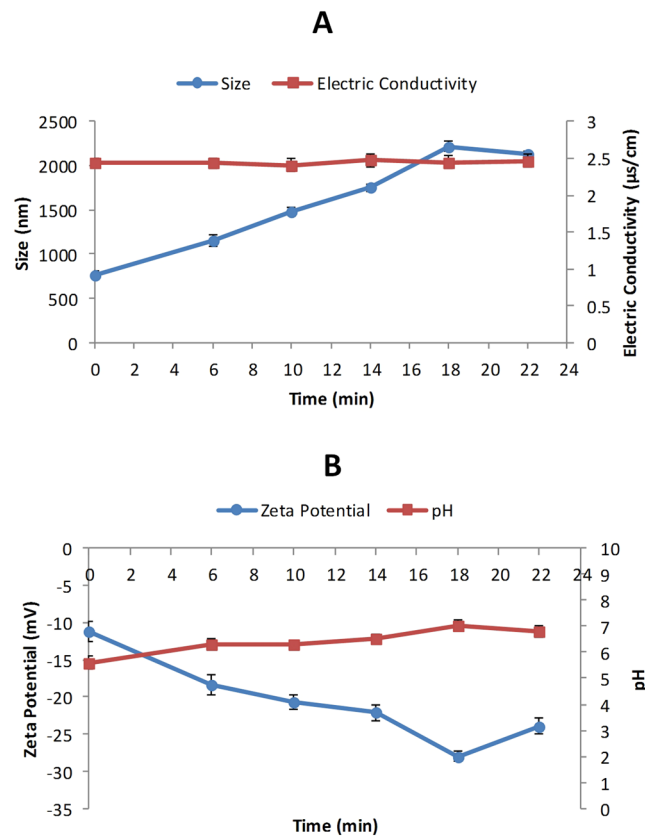 A
Size Electric Conductivity
2500
2000
1500
1000
500
0
3
2.5
2
1.5
1
0.5
0
Size (nm)
Electric Conductivity (µs/cm)
0 2 4 6 8 10 12 14 16 18 20 22 24
Time (min)
B
Zeta Potential pH
0
-5
-10
-15
-20
-25
-30
-35
10
9
8
7
6
5
4
3
2
1
0
0 2 4 6 8 10 12 14 16 18 20 22 24
Zeta Potential (mV)
pH
Time (min)